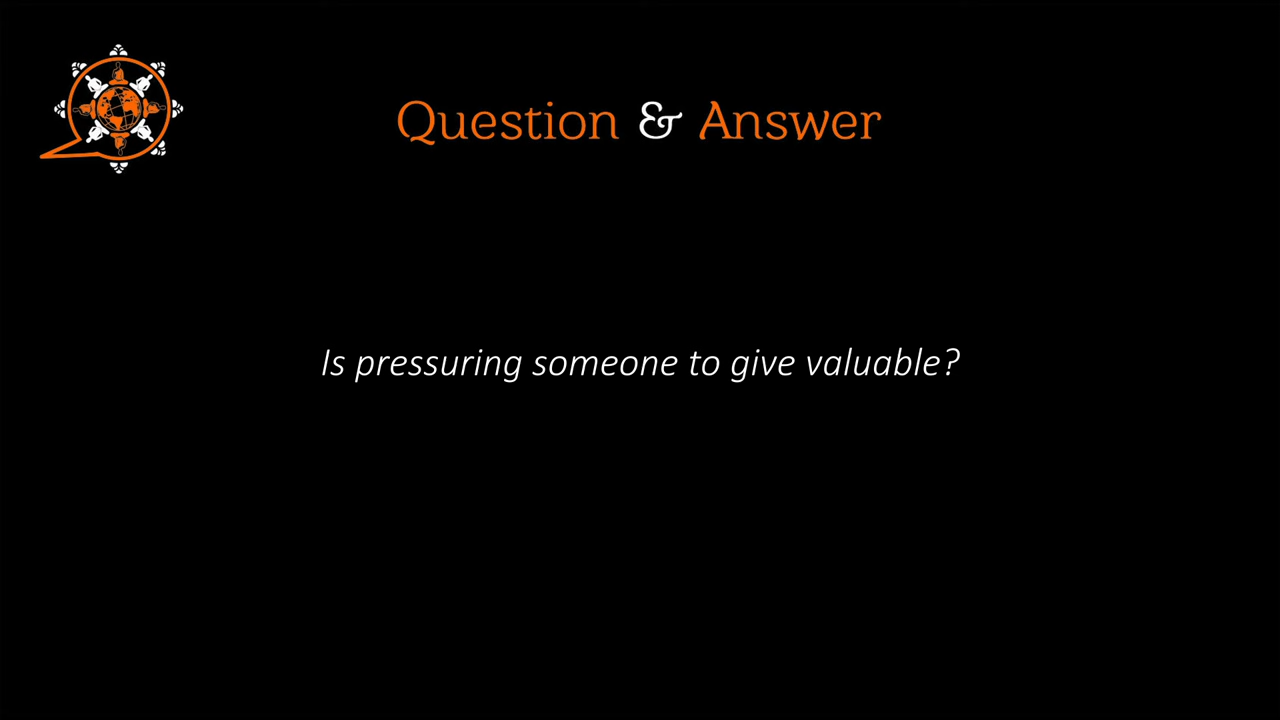 Question & Answer
Is pressuring someone to give valuable?